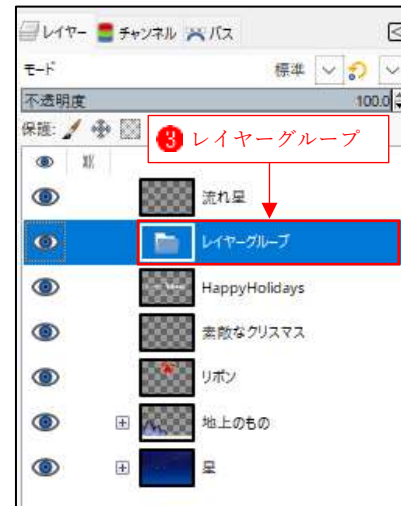 レイヤー チャンネル パス
モード 標準
不透明度 100.0
保護:
❸ レイヤーグループ
流れ星
レイヤーグループ
HappyHolidays
素敵なクリスマス
リボン
地上のもの
星